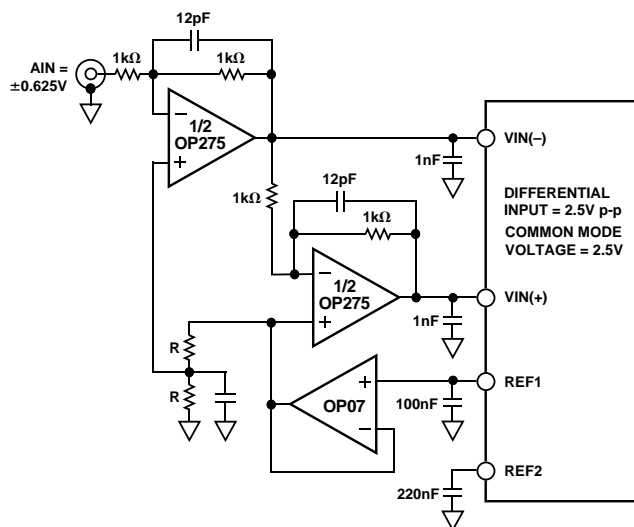 12pF
1kΩ
1kΩ
AIN =
±0.625V
–
1/2
OP275
+
VIN(–)
1nF
1kΩ
12pF
1kΩ
DIFFERENTIAL
INPUT = 2.5V p-p
COMMON MODE
VOLTAGE = 2.5V
–
1/2
OP275
+
VIN(+)
1nF
R
R
+
OP07
–
REF1
100nF
REF2
220nF